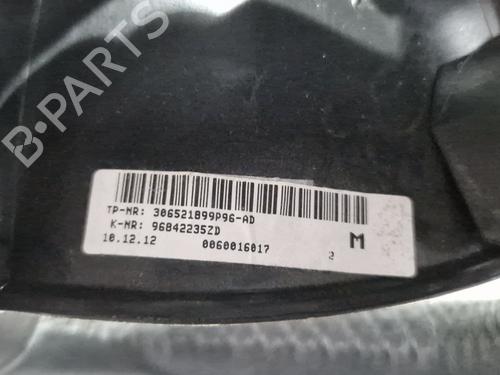 B-PARTS
TP-NR: 306521899P96-AD
K-NR: 96842235ZD
10.12.12 0060016017 2 M